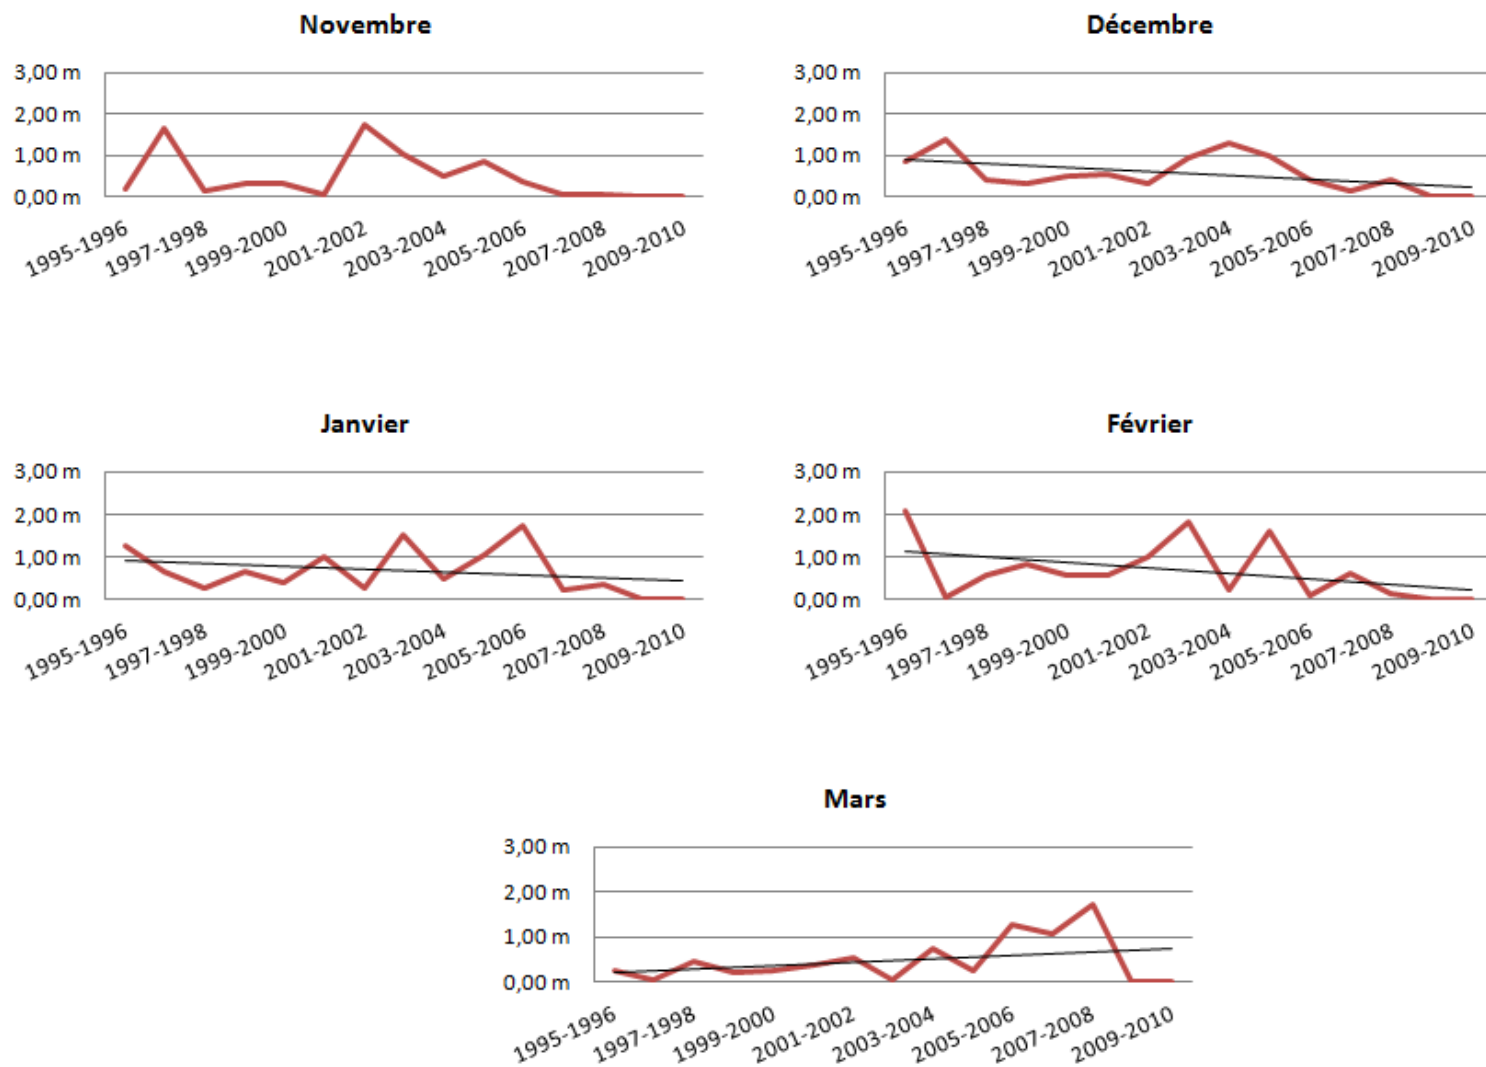 Novembre
3,00 m
2,00 m
1,00 m
0,00 m
1995-1996
1997-1998
1999-2000
2001-2002
2003-2004
2005-2006
2007-2008
2009-2010
Décembre
3,00 m
2,00 m
1,00 m
0,00 m
1995-1996
1997-1998
1999-2000
2001-2002
2003-2004
2005-2006
2007-2008
2009-2010
Janvier
3,00 m
2,00 m
1,00 m
0,00 m
1995-1996
1997-1998
1999-2000
2001-2002
2003-2004
2005-2006
2007-2008
2009-2010
Février
3,00 m
2,00 m
1,00 m
0,00 m
1995-1996
1997-1998
1999-2000
2001-2002
2003-2004
2005-2006
2007-2008
2009-2010
Mars
3,00 m
2,00 m
1,00 m
0,00 m
1995-1996
1997-1998
1999-2000
2001-2002
2003-2004
2005-2006
2007-2008
2009-2010